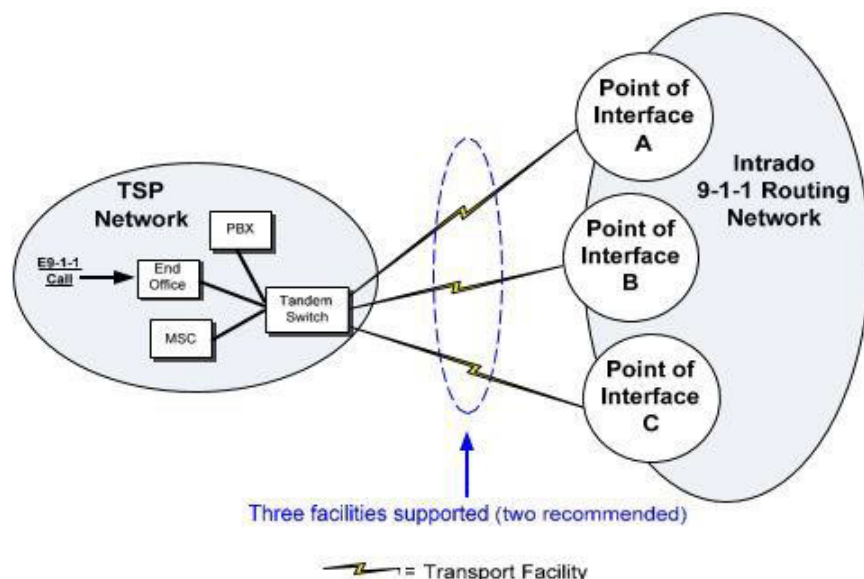 TSP
Network
PBX
E9-1-1
Call
End
Office
MSC
Tandem
Switch
Point of
Interface
A
Point of
Interface
B
Point of
Interface
C
Intrado
9-1-1 Routing
Network
Three facilities supported (two recommended)
= Transport Facility